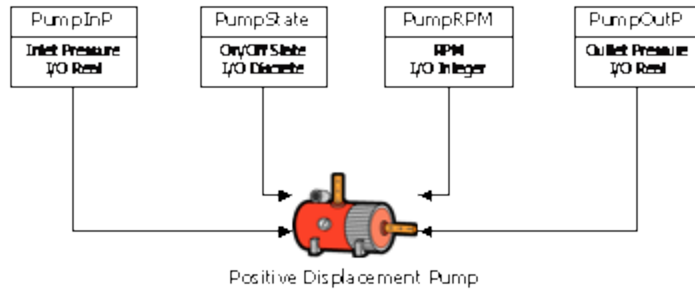 PumpInP
Inlet Pressure
I/O Real
PumpState
On/Off State
I/O Discrete
PumpRPM
RPM
I/O Integer
PumpOutP
Outlet Pressure
I/O Real
Positive Displacement Pump